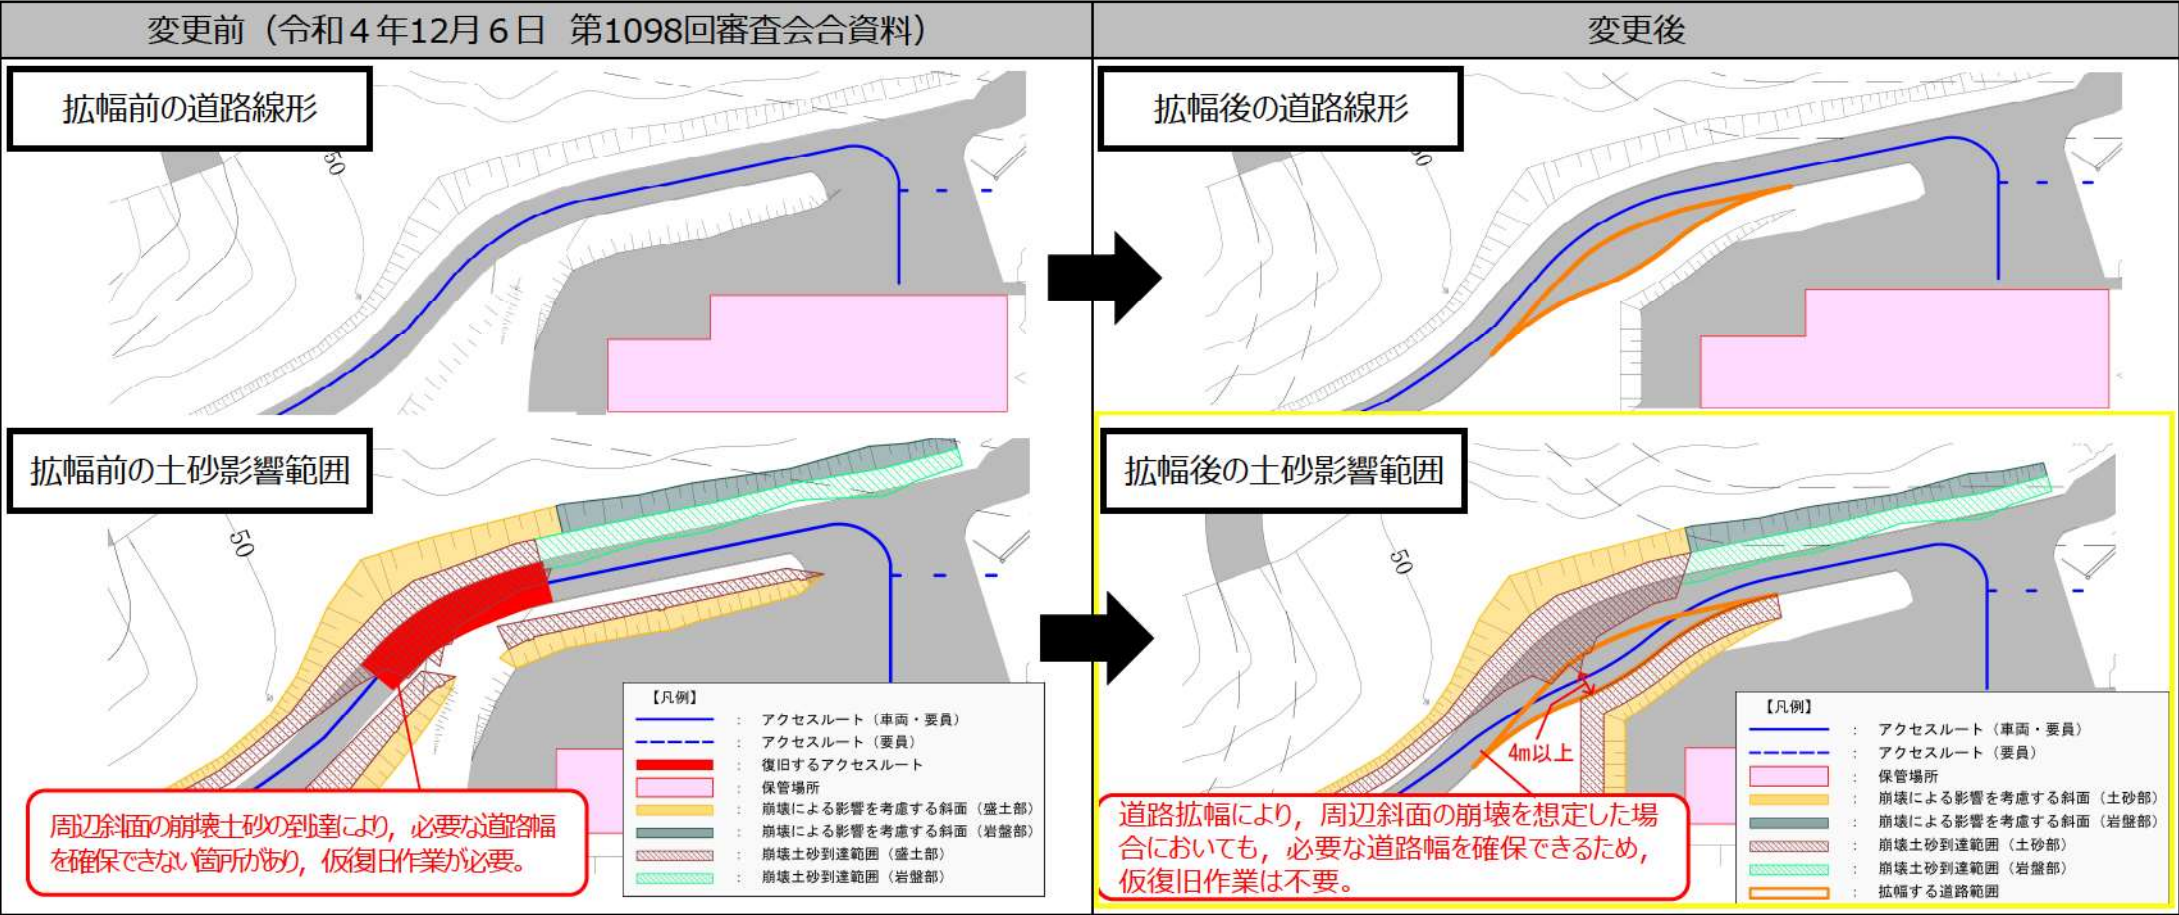 変更前（令和４年12月６日 第1098回審査会合資料）
変更後
拡幅前の道路線形
50
拡幅後の道路線形
拡幅前の土砂影響範囲
50
【凡例】
： アクセスルート（車両・要員）
： アクセスルート（要員）
： 復旧するアクセスルート
： 保管場所
： 崩壊による影響を考慮する斜面（盛土部）
： 崩壊による影響を考慮する斜面（岩盤部）
： 崩壊土砂到達範囲（盛土部）
： 崩壊土砂到達範囲（岩盤部）
周辺斜面の崩壊土砂の到達により，必要な道路幅
を確保できない箇所があり，仮復旧作業が必要。
拡幅後の土砂影響範囲
50
4m以上
【凡例】
： アクセスルート（車両・要員）
： アクセスルート（要員）
： 保管場所
： 崩壊による影響を考慮する斜面（土砂部）
： 崩壊による影響を考慮する斜面（岩盤部）
： 崩壊土砂到達範囲（土砂部）
： 崩壊土砂到達範囲（岩盤部）
： 拡幅する道路範囲
道路拡幅により，周辺斜面の崩壊を想定した場
合においても，必要な道路幅を確保できるため，
仮復旧作業は不要。